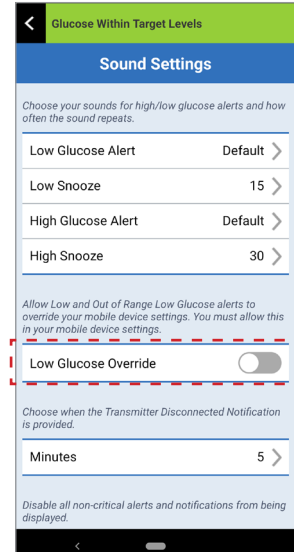 Glucose Within Target Levels
Sound Settings
Choose your sounds for high/low glucose alerts and how
often the sound repeats.
Low Glucose Alert Default
Low Snooze 15
High Glucose Alert Default
High Snooze 30
Allow Low and Out of Range Low Glucose alerts to
override your mobile device settings. You must allow this
in your mobile device settings.
Low Glucose Override
Choose when the Transmitter Disconnected Notification
is provided.
Minutes 5
Disable all non-critical alerts and notifications from being
displayed.